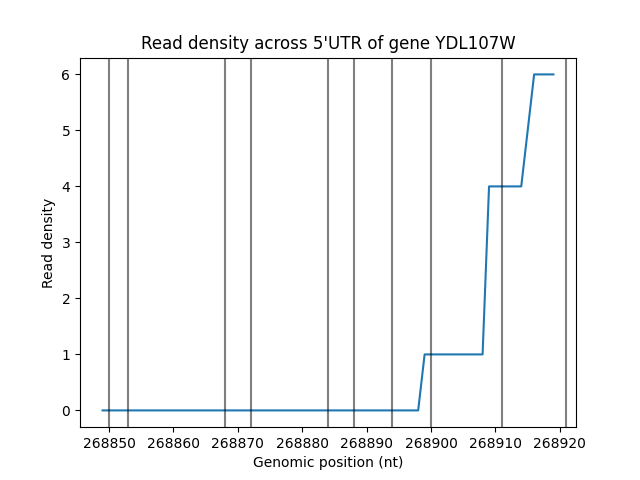 Read density across 5'UTR of gene YDL107W
6
5
4
3
2
1
0
Read density
268850 268860 268870 268880 268890 268900 268910 268920
Genomic position (nt)